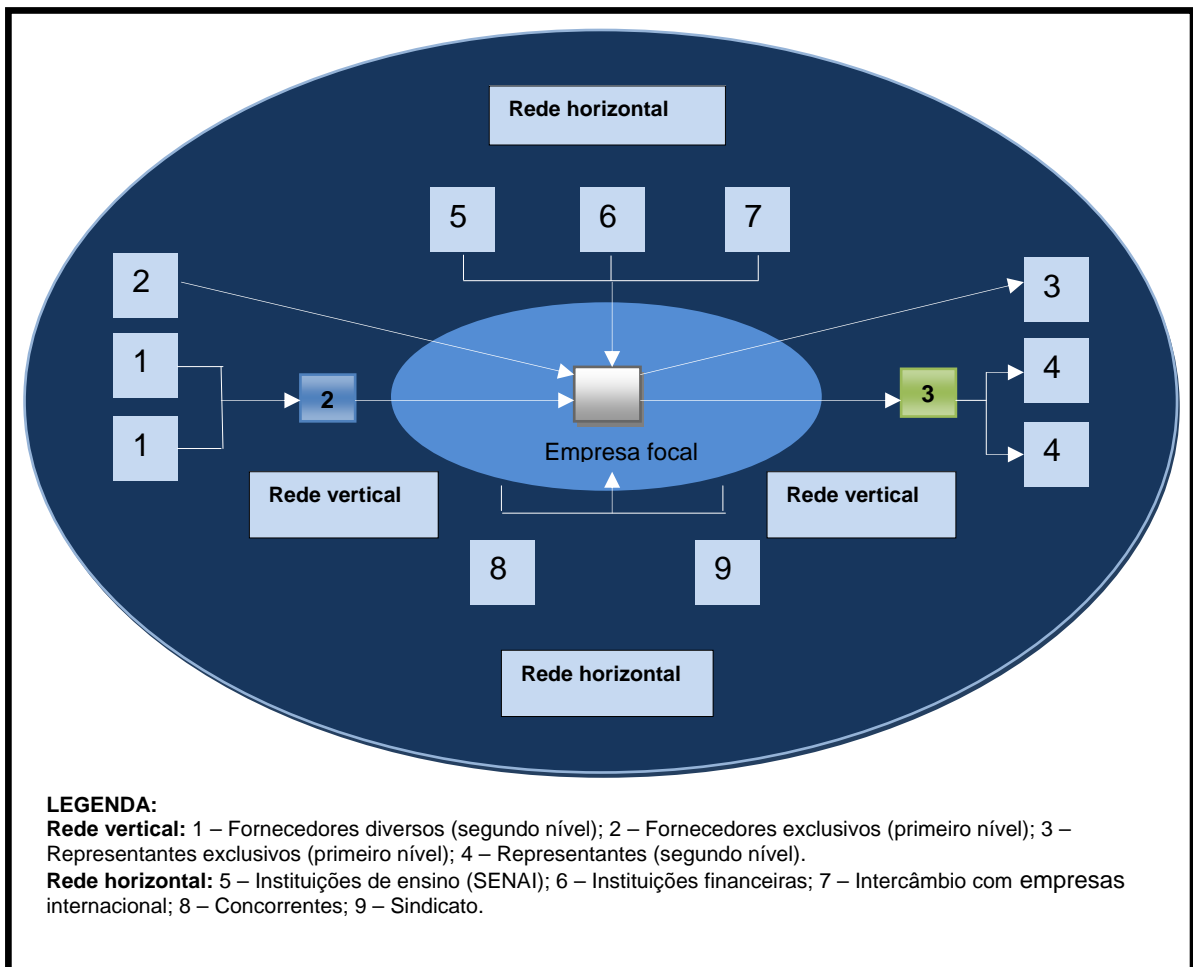 Rede horizontal
5 6 7
2
3
1
4
2
3
1
4
Empresa focal
Rede vertical
Rede vertical
8 9
Rede horizontal
LEGENDA:
Rede vertical: 1 – Fornecedores diversos (segundo nível); 2 – Fornecedores exclusivos (primeiro nível); 3 –
Representantes exclusivos (primeiro nível); 4 – Representantes (segundo nível).
Rede horizontal: 5 – Instituições de ensino (SENAI); 6 – Instituições financeiras; 7 – Intercâmbio com empresas
internacional; 8 – Concorrentes; 9 – Sindicato.